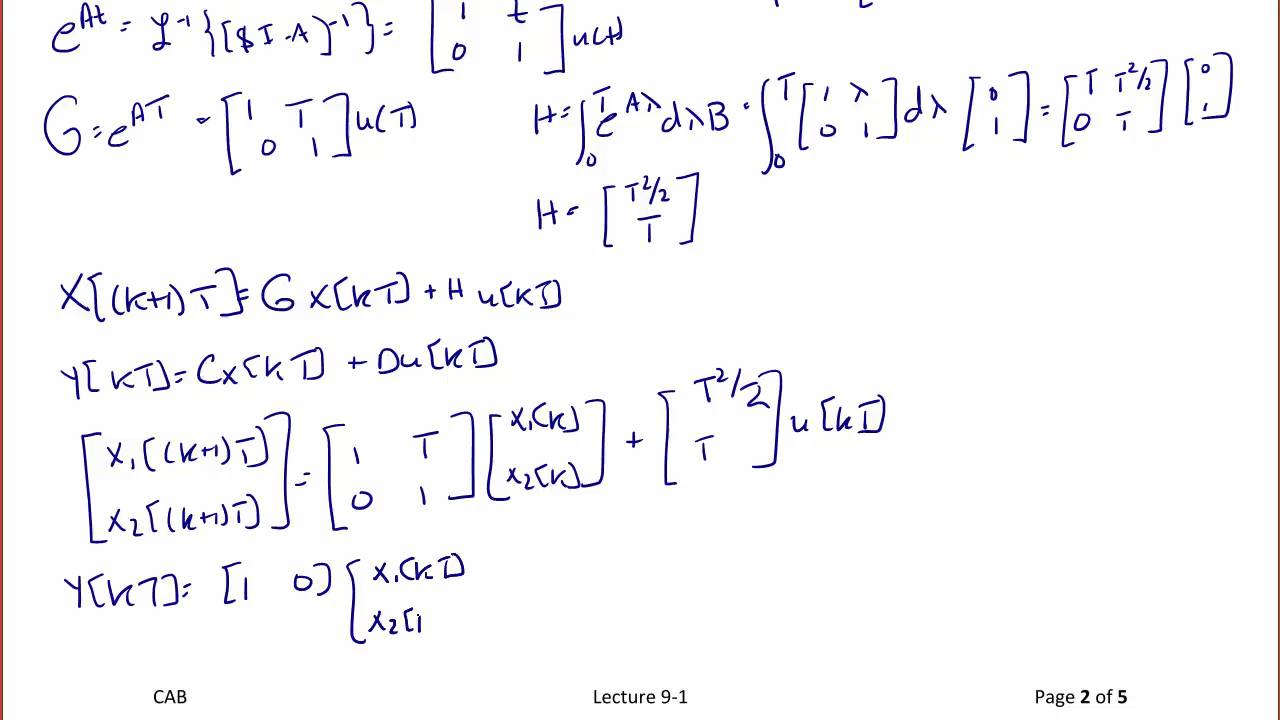 e^{At} = ℒ^{-1} {[$I-A]^{-1}} = [1 t; 0 1] u(t)
G = e^{AT} = [1 T; 0 1] u(T)
H = ∫_0^T e^{Aλ} dλ B = ∫_0^T [1 λ; 0 1] dλ [0; 1] = [T T²/2; 0 T] [0; 1]
H = [T²/2; T]
X[(k+1)T] = G X[kT] + H u[kT]
Y[kT] = Cx[kT] + Du[kT]
[x₁[(k+1)T]; x₂[(k+1)T]] = [1 T; 0 1] [x₁[k]; x₂[k]] + [T²/2; T] u[kT]
Y[kT] = [1 0] [x₁[kT]; x₂[
CAB Lecture 9-1 Page 2 of 5